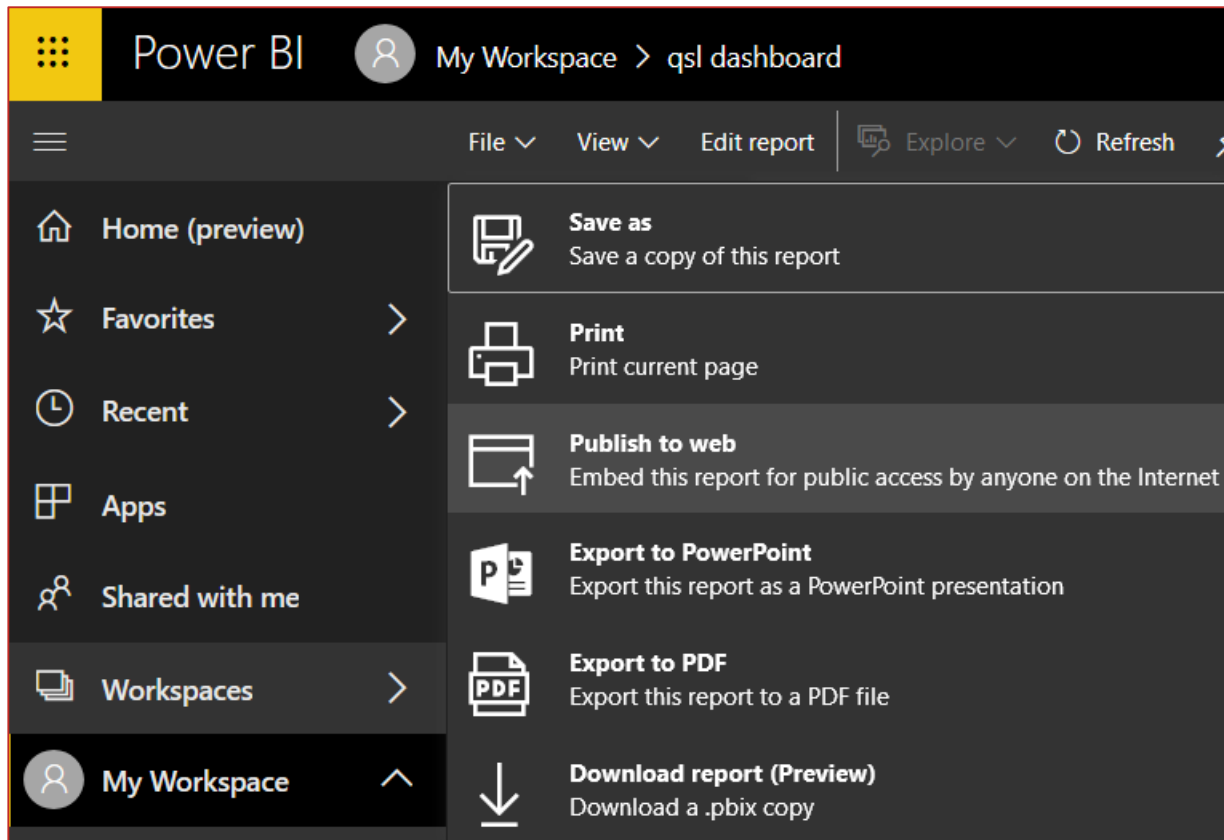 Power BI
My Workspace > qsl dashboard
File
View
Edit report
Explore
Refresh
Home (preview)
Favorites
Recent
Apps
Shared with me
Workspaces
My Workspace
Save as
Save a copy of this report
Print
Print current page
Publish to web
Embed this report for public access by anyone on the Internet
P
Export to PowerPoint
Export this report as a PowerPoint presentation
PDF
Export to PDF
Export this report to a PDF file
Download report (Preview)
Download a .pbix copy